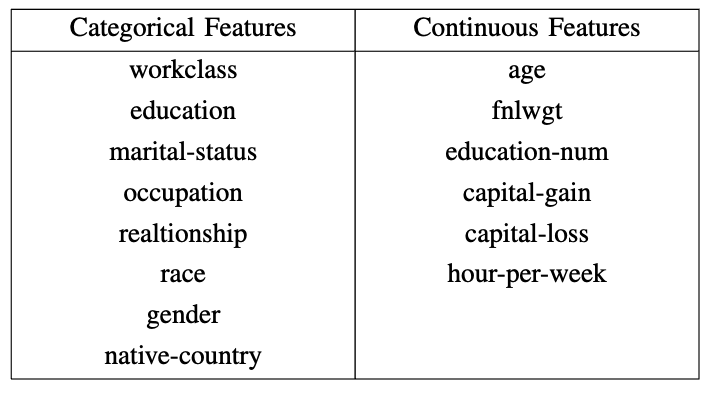 Categorical Features Continuous Features
workclass age
education fnlwgt
marital-status education-num
occupation capital-gain
realtionship capital-loss
race hour-per-week
gender
native-country